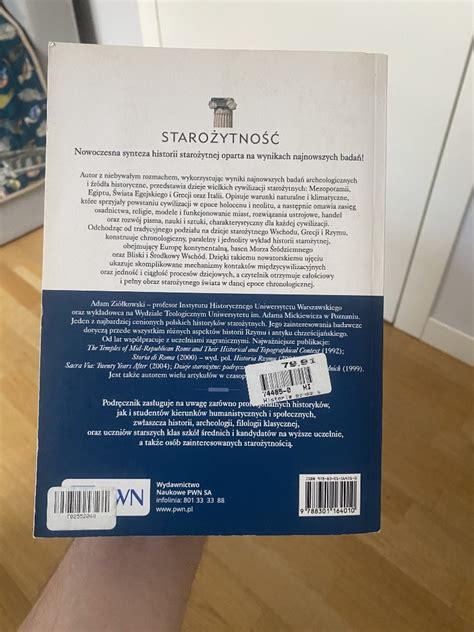 STAROŻYTNOŚĆ
Nowoczesna synteza historii starożytnej oparta na wynikach najnowszych badań!
Autor z niebywałym rozmachem, wykorzystując wyniki najnowszych badań archeologicznych
i źródła historyczne, przedstawia dzieje wielkich cywilizacji starożytnych: Mezopotamii,
Egiptu, Świata Egejskiego i Grecji oraz Italii. Opisuje warunki naturalne i klimatyczne,
które sprzyjały powstaniu cywilizacji w epoce holocenu i neolitu, a następnie omawia zasięg
osadnictwa, religie, modele i funkcjonowanie miast, rozwiązania ustrojowe, handel
oraz rozwój pisma, nauki i sztuki, charakterystyczny dla każdej cywilizacji.
Odchodząc od tradycyjnego podziału na dzieje starożytnego Wschodu, Grecji i Rzymu,
konstruuje chronologiczny, paralelny i jednolity wykład historii starożytnej,
obejmujący Europę kontynentalną, basen Morza Śródziemnego
oraz Bliski i Środkowy Wschód. Dzięki takiemu nowatorskiemu ujęciu
ukazuje skomplikowane mechanizmy kontaktów międzycywilizacyjnych
oraz jedność i ciągłość procesów dziejowych, a czytelnik otrzymuje całościowy
i pełny obraz starożytnego świata w danej epoce chronologicznej.
Adam Ziółkowski – profesor Instytutu Historycznego Uniwersytetu Warszawskiego
oraz wykładowca na Wydziale Teologicznym Uniwersytetu im. Adama Mickiewicza w Poznaniu.
Jeden z najbardziej cenionych polskich historyków starożytnych. Jego zainteresowania badawcze
dotyczą przede wszystkim różnych aspektów historii Rzymu i antyku chrześcijańskiego.
Od lat współpracuje z uczelniami zagranicznymi. Najważniejsze publikacje:
The Temples of Mid-Republican Rome and Their Historical and Topographical Context (1992);
Storia di Roma (2000) – wyd. pol. Historia Rzymu
Sacra Via: Twenty Years After (2004); Dzieje starożytne: (1999).
Jest także autorem wielu artykułów w
79,91
74485-0
Podręcznik zasługuje na uwagę zarówno historyków,
jak i studentów kierunków humanistycznych i społecznych,
zwłaszcza historii, archeologii, filologii klasycznej,
oraz uczniów starszych klas szkół średnich i kandydatów na wyższe uczelnie,
a także osób zainteresowanych starożytnością.
Wydawnictwo
Naukowe PWN SA
infolinia: 801 33 33 88
www.pwn.pl
WN
ISBN 978-83-01-16401-0
9788301164010